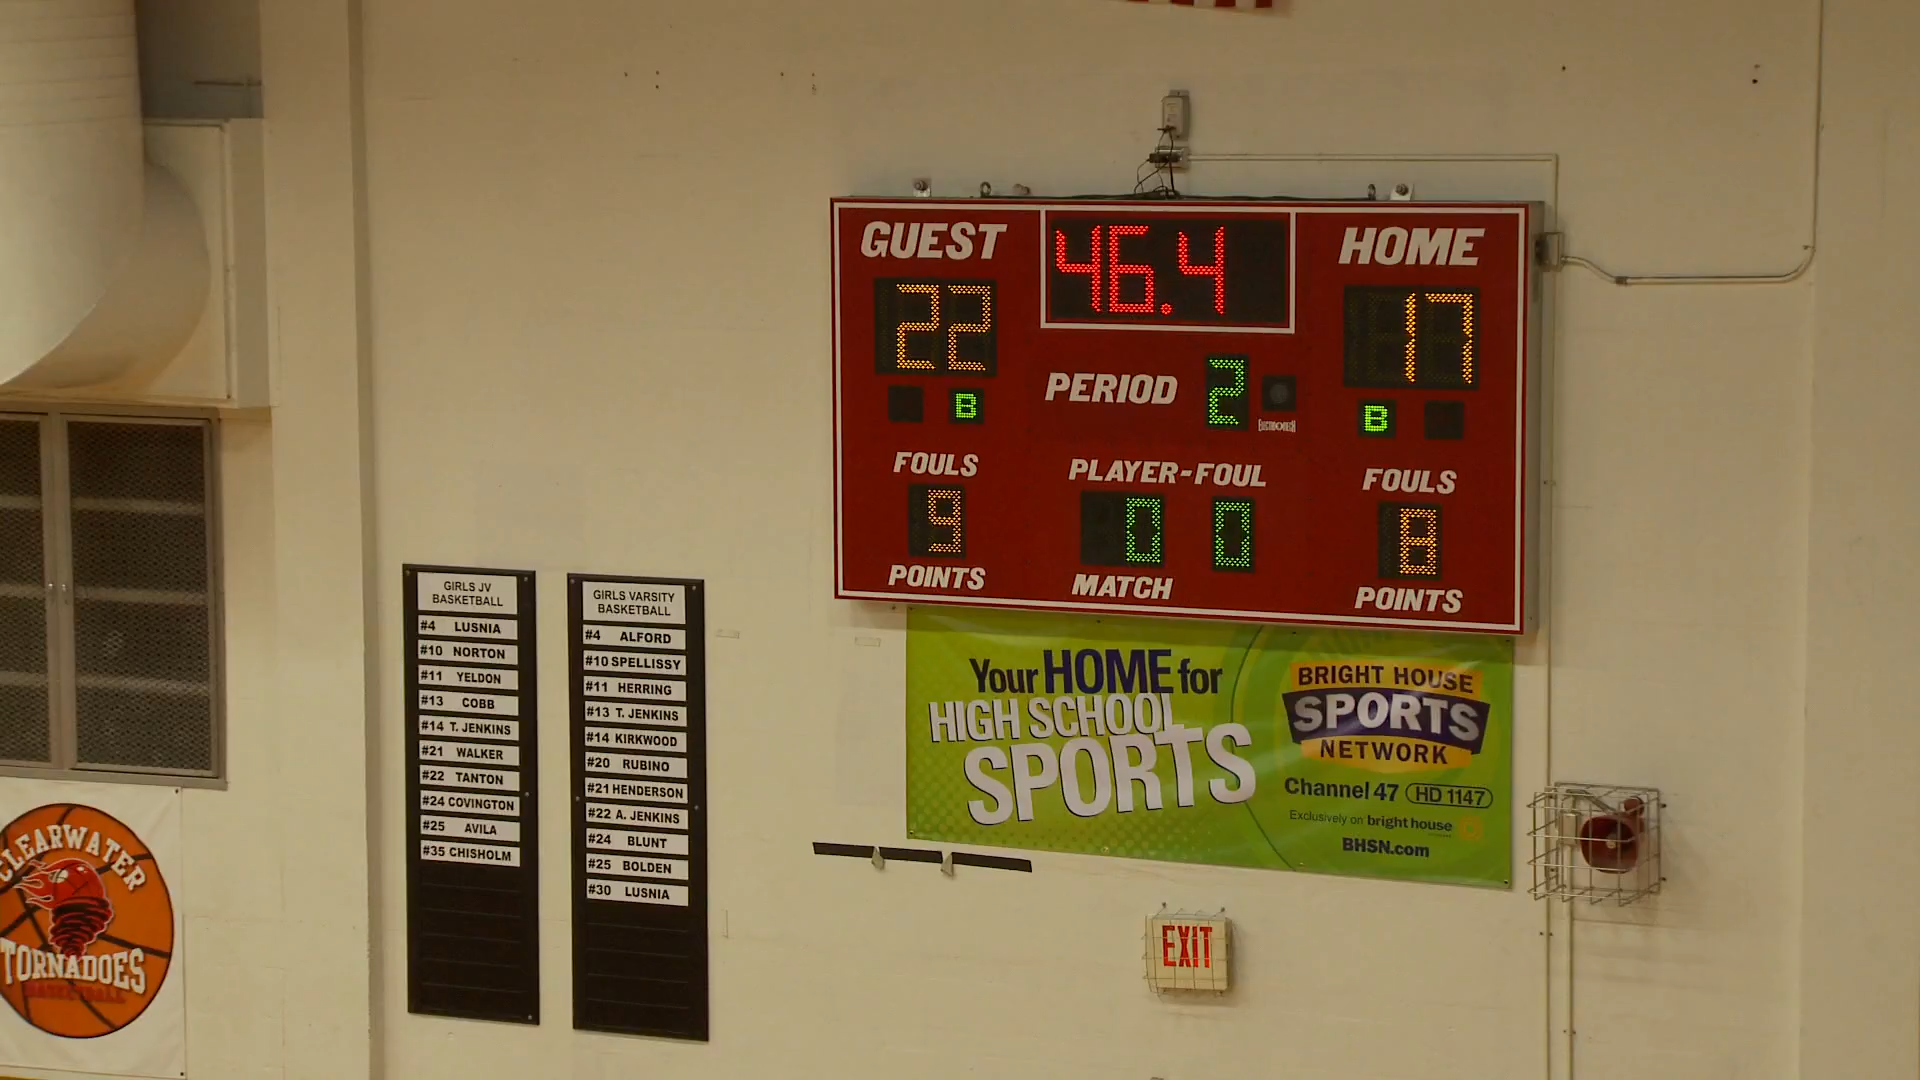 GUEST
46.4
HOME
22
17
B
PERIOD
2
B
FOULS
PLAYER-FOUL
FOULS
9
0
0
8
POINTS
MATCH
POINTS
GIRLS JV
BASKETBALL
#4 LUSNIA
#10 NORTON
#11 YELDON
#13 COBB
#14 T. JENKINS
#21 WALKER
#22 TANTON
#24 COVINGTON
#25 AVILA
#35 CHISHOLM
GIRLS VARSITY
BASKETBALL
#4 ALFORD
#10 SPELLISSY
#11 HERRING
#13 T. JENKINS
#14 KIRKWOOD
#20 RUBINO
#21 HENDERSON
#22 A. JENKINS
#24 BLUNT
#25 BOLDEN
#30 LUSNIA
Your HOME for
HIGH SCHOOL
SPORTS
BRIGHT HOUSE
SPORTS
NETWORK
Channel 47 HD 1147
Exclusively on bright house
BHSN.com
CLEARWATER
TORNADOES
BASKETBALL
EXIT